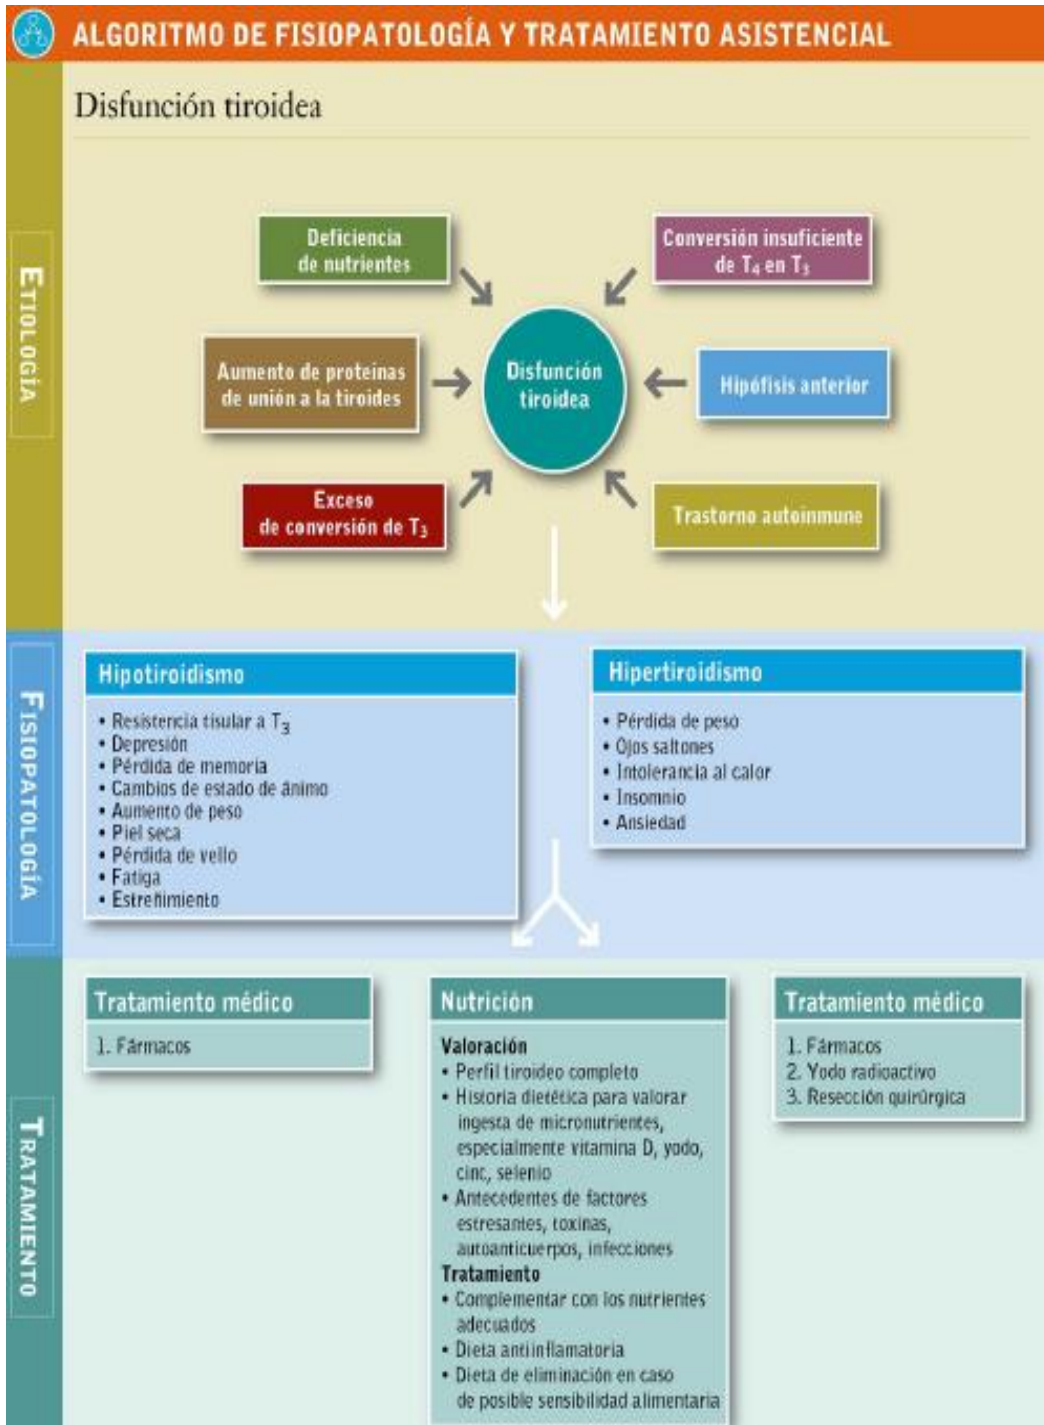 ALGORITMO DE FISIOPATOLOGÍA Y TRATAMIENTO ASISTENCIAL
Disfunción tiroidea
ETIOLOGÍA
Deficiencia
de nutrientes
Conversión insuficiente
de T4 en T3
Aumento de proteínas
de unión a la tiroides
Disfunción
tiroidea
Hipófisis anterior
Exceso
de conversión de T3
Trastorno autoinmune
FISIOPATOLOGÍA
Hipotiroidismo
• Resistencia tisular a T3
• Depresión
• Pérdida de memoria
• Cambios de estado de ánimo
• Aumento de peso
• Piel seca
• Pérdida de vello
• Fatiga
• Estreñimiento
Hipertiroidismo
• Pérdida de peso
• Ojos saltones
• Intolerancia al calor
• Insomnio
• Ansiedad
TRATAMIENTO
Tratamiento médico
1. Fármacos
Nutrición
Valoración
• Perfil tiroideo completo
• Historia dietética para valorar
ingesta de micronutrientes,
especialmente vitamina D, yodo,
cinc, selenio
• Antecedentes de factores
estresantes, toxinas,
autoanticuerpos, infecciones
Tratamiento
• Complementar con los nutrientes
adecuados
• Dieta antiinflamatoria
• Dieta de eliminación en caso
de posible sensibilidad alimentaria
Tratamiento médico
1. Fármacos
2. Yodo radioactivo
3. Resección quirúrgica